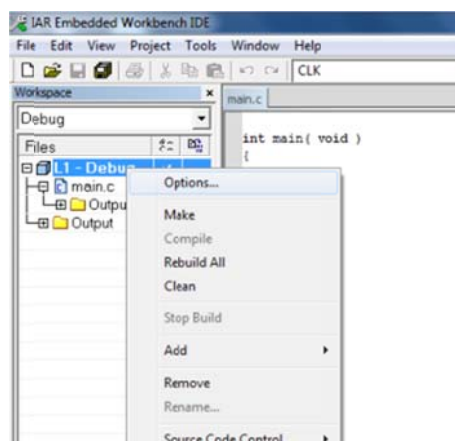 IAR Embedded Workbench IDE
File Edit View Project Tools Window Help
CLK
Workspace
main.c
Debug
Files
int main( void )
{
L1 - Debug
main.c
Outpu
Output
Options...
Make
Compile
Rebuild All
Clean
Stop Build
Add
Remove
Rename...
Source Code Control